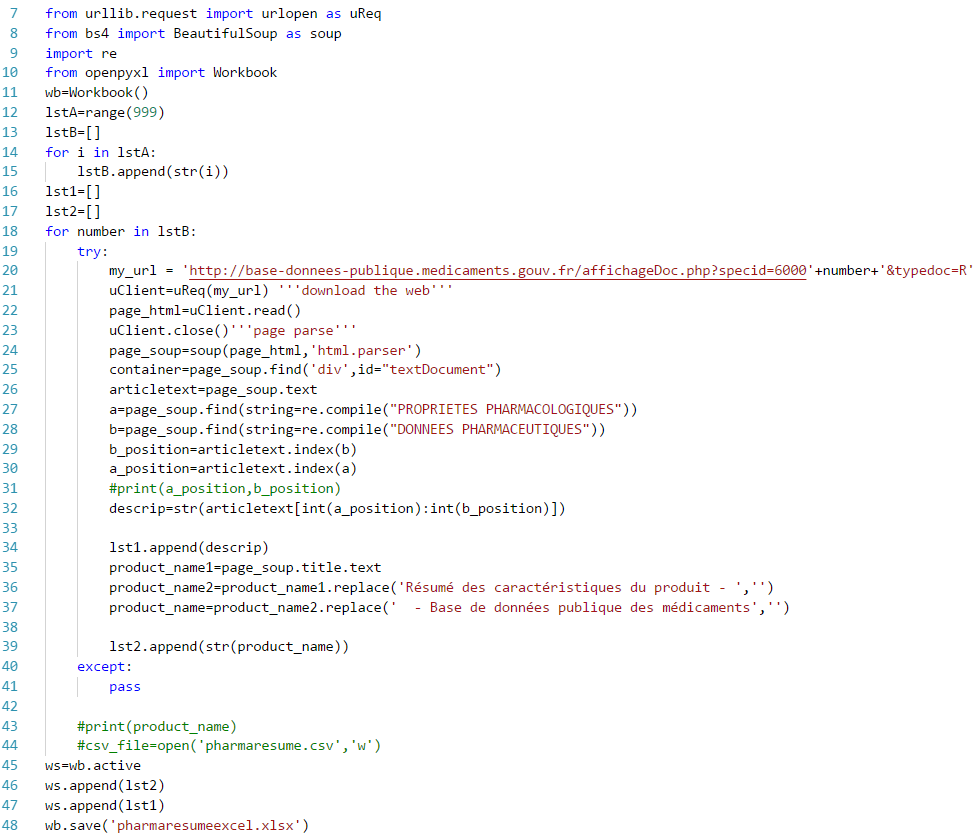 7 from urllib.request import urlopen as uReq
8 from bs4 import BeautifulSoup as soup
9 import re
10 from openpyxl import Workbook
11 wb=Workbook()
12 lstA=range(999)
13 lstB=[]
14 for i in lstA:
15     lstB.append(str(i))
16 lst1=[]
17 lst2=[]
18 for number in lstB:
19     try:
20         my_url = 'http://base-donnees-publique.medicaments.gouv.fr/affichageDoc.php?specid=6000'+number+'&typedoc=R'
21         uClient=uReq(my_url) '''download the web'''
22         page_html=uClient.read()
23         uClient.close()'''page parse'''
24         page_soup=soup(page_html,'html.parser')
25         container=page_soup.find('div',id="textDocument")
26         articletext=page_soup.text
27         a=page_soup.find(string=re.compile("PROPRIETES PHARMACOLOGIQUES"))
28         b=page_soup.find(string=re.compile("DONNEES PHARMACEUTIQUES"))
29         b_position=articletext.index(b)
30         a_position=articletext.index(a)
31         #print(a_position,b_position)
32         descrip=str(articletext[int(a_position):int(b_position)])
33
34         lst1.append(descrip)
35         product_name1=page_soup.title.text
36         product_name2=product_name1.replace('Résumé des caractéristiques du produit - ','')
37         product_name=product_name2.replace('  - Base de données publique des médicaments','')
38
39         lst2.append(str(product_name))
40     except:
41         pass
42
43     #print(product_name)
44     #csv_file=open('pharmaresume.csv','w')
45 ws=wb.active
46 ws.append(lst2)
47 ws.append(lst1)
48 wb.save('pharmaresumeexcel.xlsx')